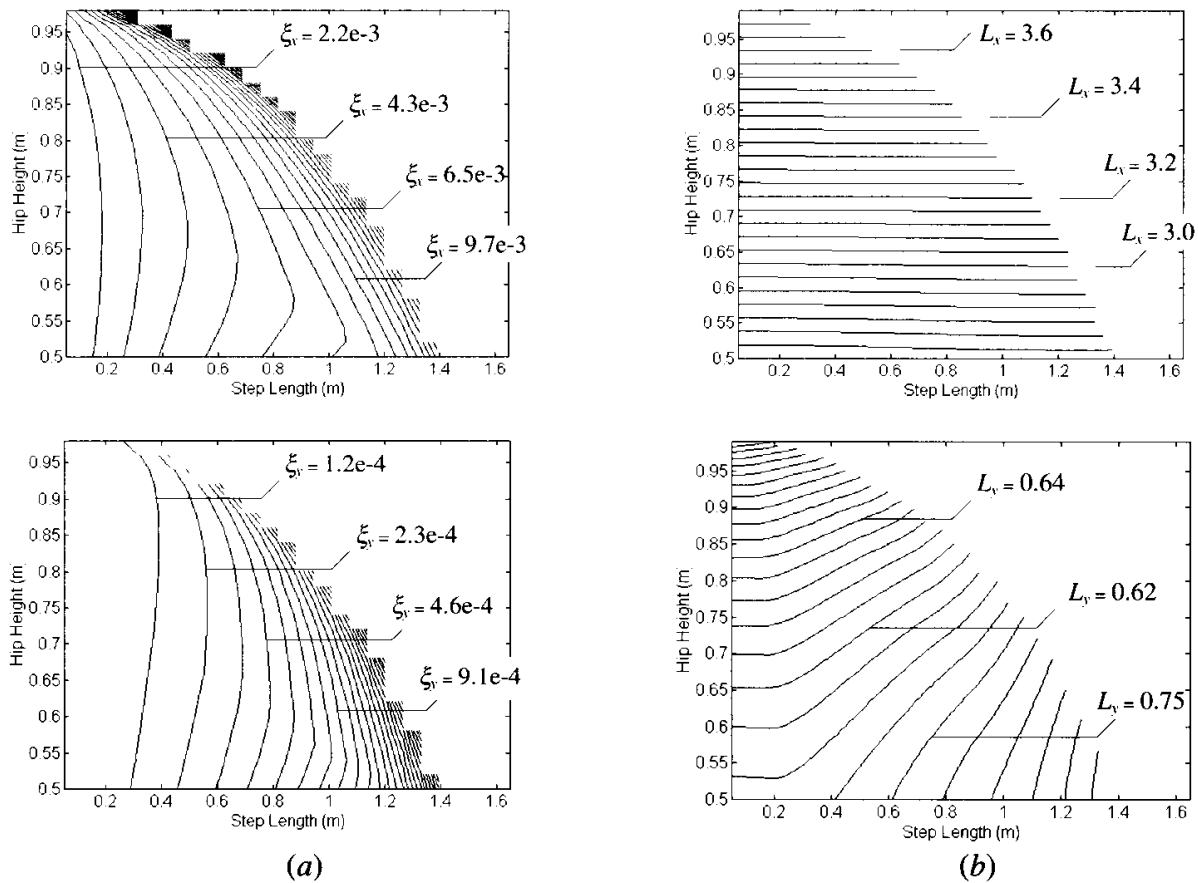 0.95
0.9
0.85
0.8
0.75
0.7
0.65
0.6
0.55
0.5
Hip Height (m)
0.2 0.4 0.6 0.8 1 1.2 1.4 1.6
Step Length (m)
ξx = 2.2e-3
ξx = 4.3e-3
ξx = 6.5e-3
ξx = 9.7e-3
0.95
0.9
0.85
0.8
0.75
0.7
0.65
0.6
0.55
0.5
Hip Height (m)
0.2 0.4 0.6 0.8 1 1.2 1.4 1.6
Step Length (m)
Lx = 3.6
Lx = 3.4
Lx = 3.2
Lx = 3.0
0.95
0.9
0.85
0.8
0.75
0.7
0.65
0.6
0.55
0.5
Hip Height (m)
0.2 0.4 0.6 0.8 1 1.2 1.4 1.6
Step Length (m)
ξy = 1.2e-4
ξy = 2.3e-4
ξy = 4.6e-4
ξy = 9.1e-4
0.95
0.9
0.85
0.8
0.75
0.7
0.65
0.6
0.55
0.5
Hip Height (m)
0.2 0.4 0.6 0.8 1 1.2 1.4 1.6
Step Length (m)
Ly = 0.64
Ly = 0.62
Ly = 0.75
(a)
(b)